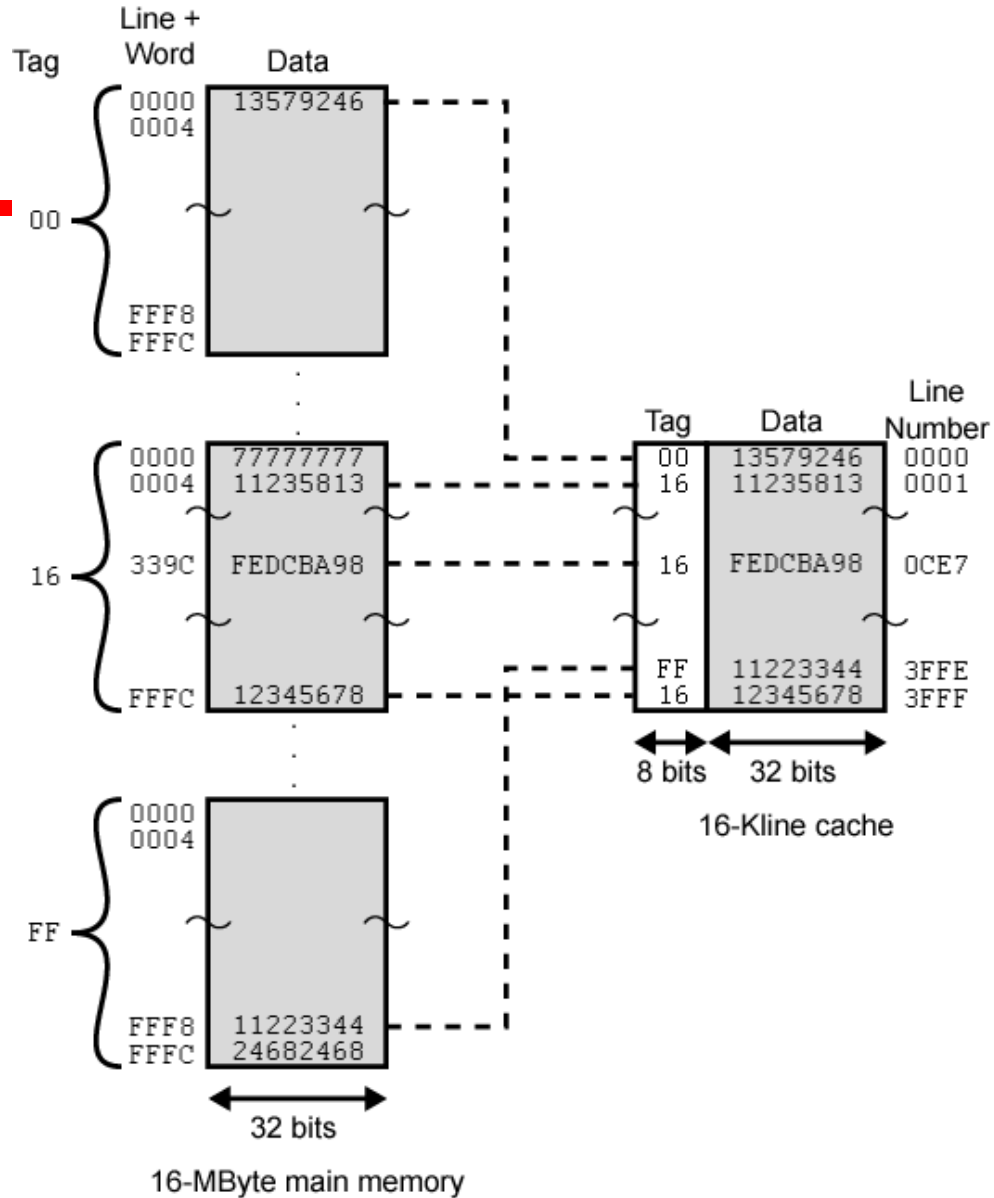 Line +
Tag Word Data
0000 13579246
0004
00
FFF8
FFFC
Line
Tag Data Number
0000 77777777 00 13579246 0000
0004 11235813 16 11235813 0001
16 339C FEDCBA98 16 FEDCBA98 0CE7
FF 11223344 3FFE
FFFC 12345678 16 12345678 3FFF
8 bits 32 bits
0000
0004
16-Kline cache
FF
FFF8 11223344
FFFC 24682468
32 bits
16-MByte main memory